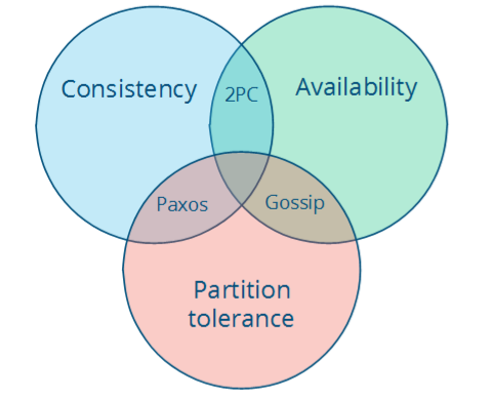 Consistency
2PC
Availability
Paxos
Gossip
Partition
tolerance